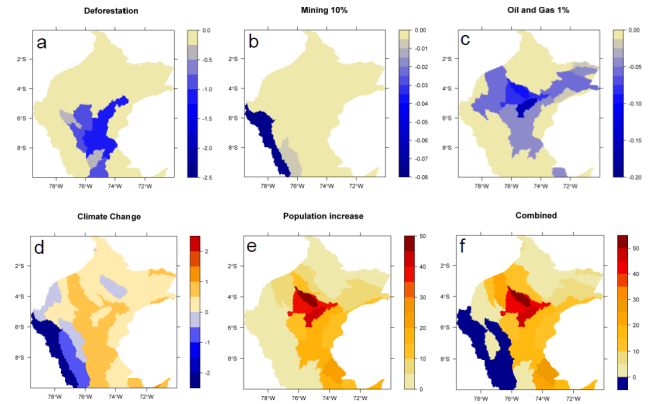 Deforestation
Mining 10%
Oil and Gas 1%
a
b
c
2°S
4°S
6°S
8°S
78°W 76°W 74°W 72°W
0.0
-0.5
-1.0
-1.5
-2.0
-2.5
2°S
4°S
6°S
8°S
78°W 76°W 74°W 72°W
0.00
-0.01
-0.02
-0.03
-0.04
-0.05
-0.06
-0.07
-0.08
2°S
4°S
6°S
8°S
78°W 76°W 74°W 72°W
0.00
-0.05
-0.10
-0.15
-0.20
Climate Change
Population increase
Combined
d
e
f
2°S
4°S
6°S
8°S
78°W 76°W 74°W 72°W
2
1
0
-1
-2
2°S
4°S
6°S
8°S
78°W 76°W 74°W 72°W
50
40
30
20
10
0
2°S
4°S
6°S
8°S
78°W 76°W 74°W 72°W
50
40
30
20
10
0